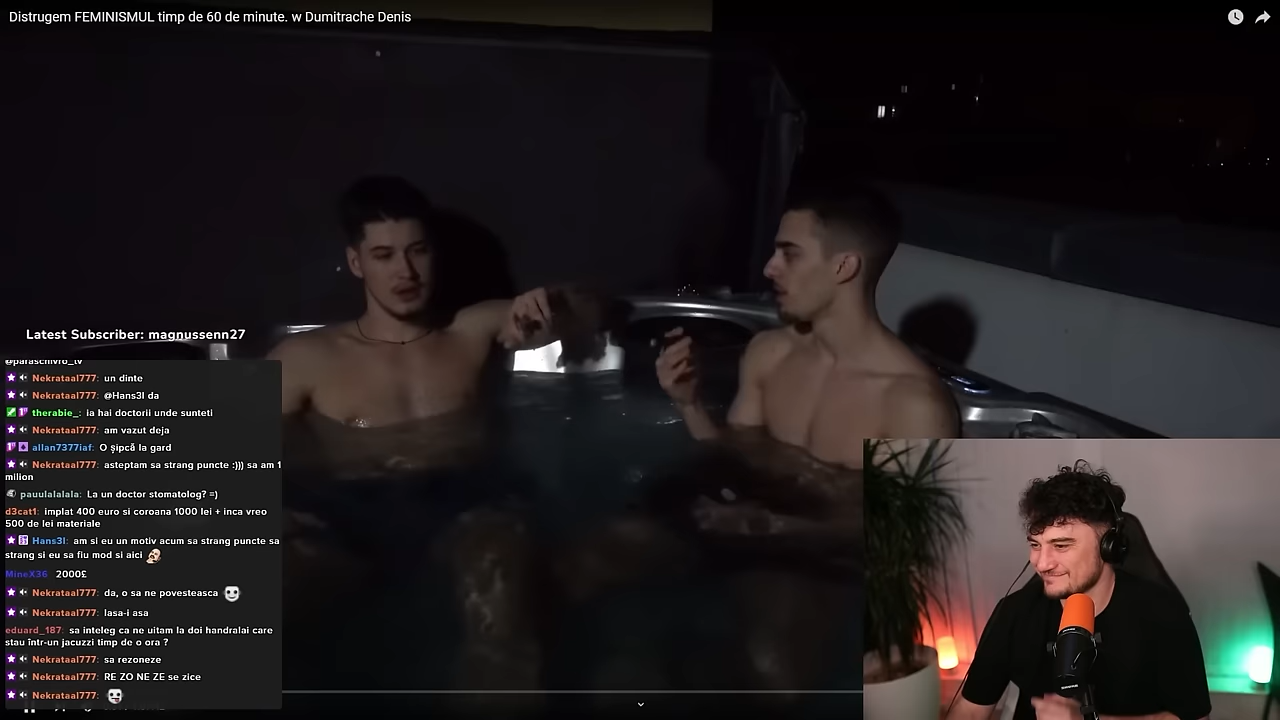 Distrugem FEMINISMUL timp de 60 de minute. w Dumitrache Denis
Latest Subscriber: magnussenn27
@paraschivro_tv
Nekrataal777: un dinte
Nekrataal777: @Hans3l da
therabie_: ia hai doctorii unde sunteti
Nekrataal777: am vazut deja
allan7377iaf: O șipcă la gard
Nekrataal777: asteptam sa strang puncte :))) sa am 1
milion
pauulalalala: La un doctor stomatolog? =)
d3cat1: implat 400 euro si coroana 1000 lei + inca vreo
500 de lei materiale
Hans3l: am si eu un motiv acum sa strang puncte sa
strang si eu sa fiu mod si aici
MineX36 2000£
Nekrataal777: da, o sa ne povesteasca
Nekrataal777: lasa-i asa
eduard_187: sa inteleg ca ne uitam la doi handralai care
stau într-un jacuzzi timp de o ora ?
Nekrataal777: sa rezoneze
Nekrataal777: RE ZO NE ZE se zice
Nekrataal777: